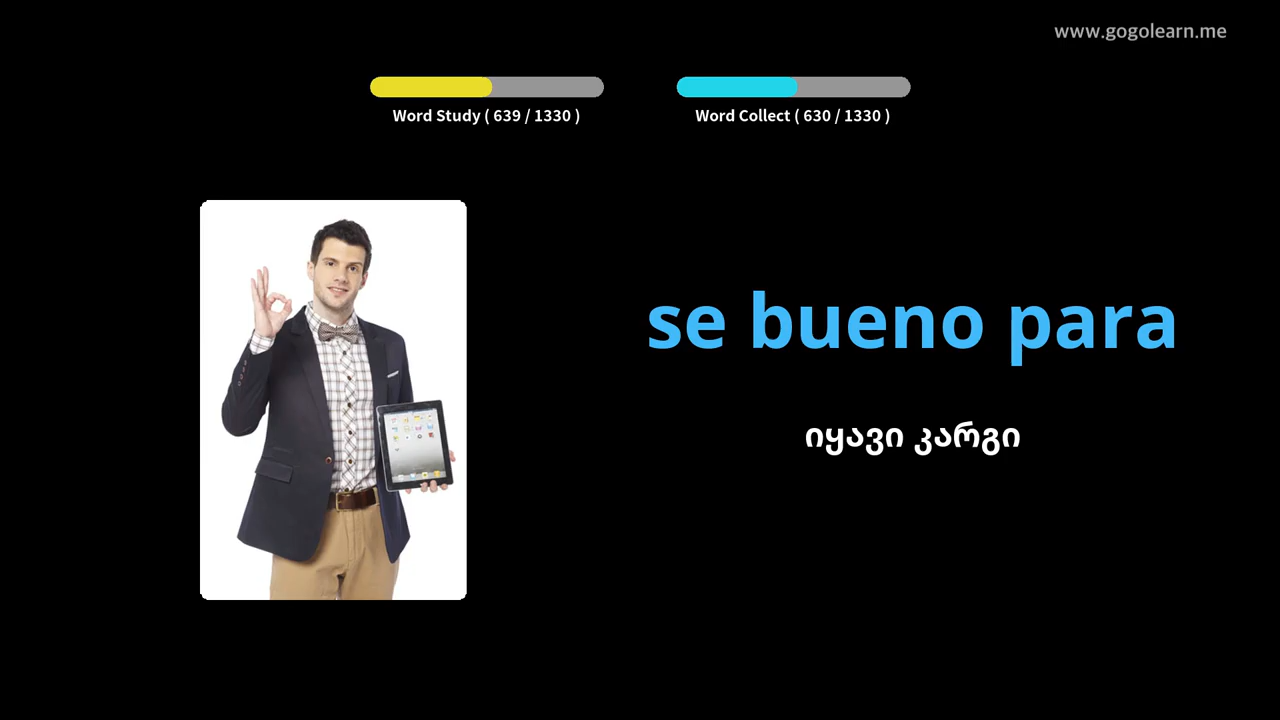 www.gogolearn.me
Word Study ( 639 / 1330 )
Word Collect ( 630 / 1330 )
se bueno para
იყავი კარგი